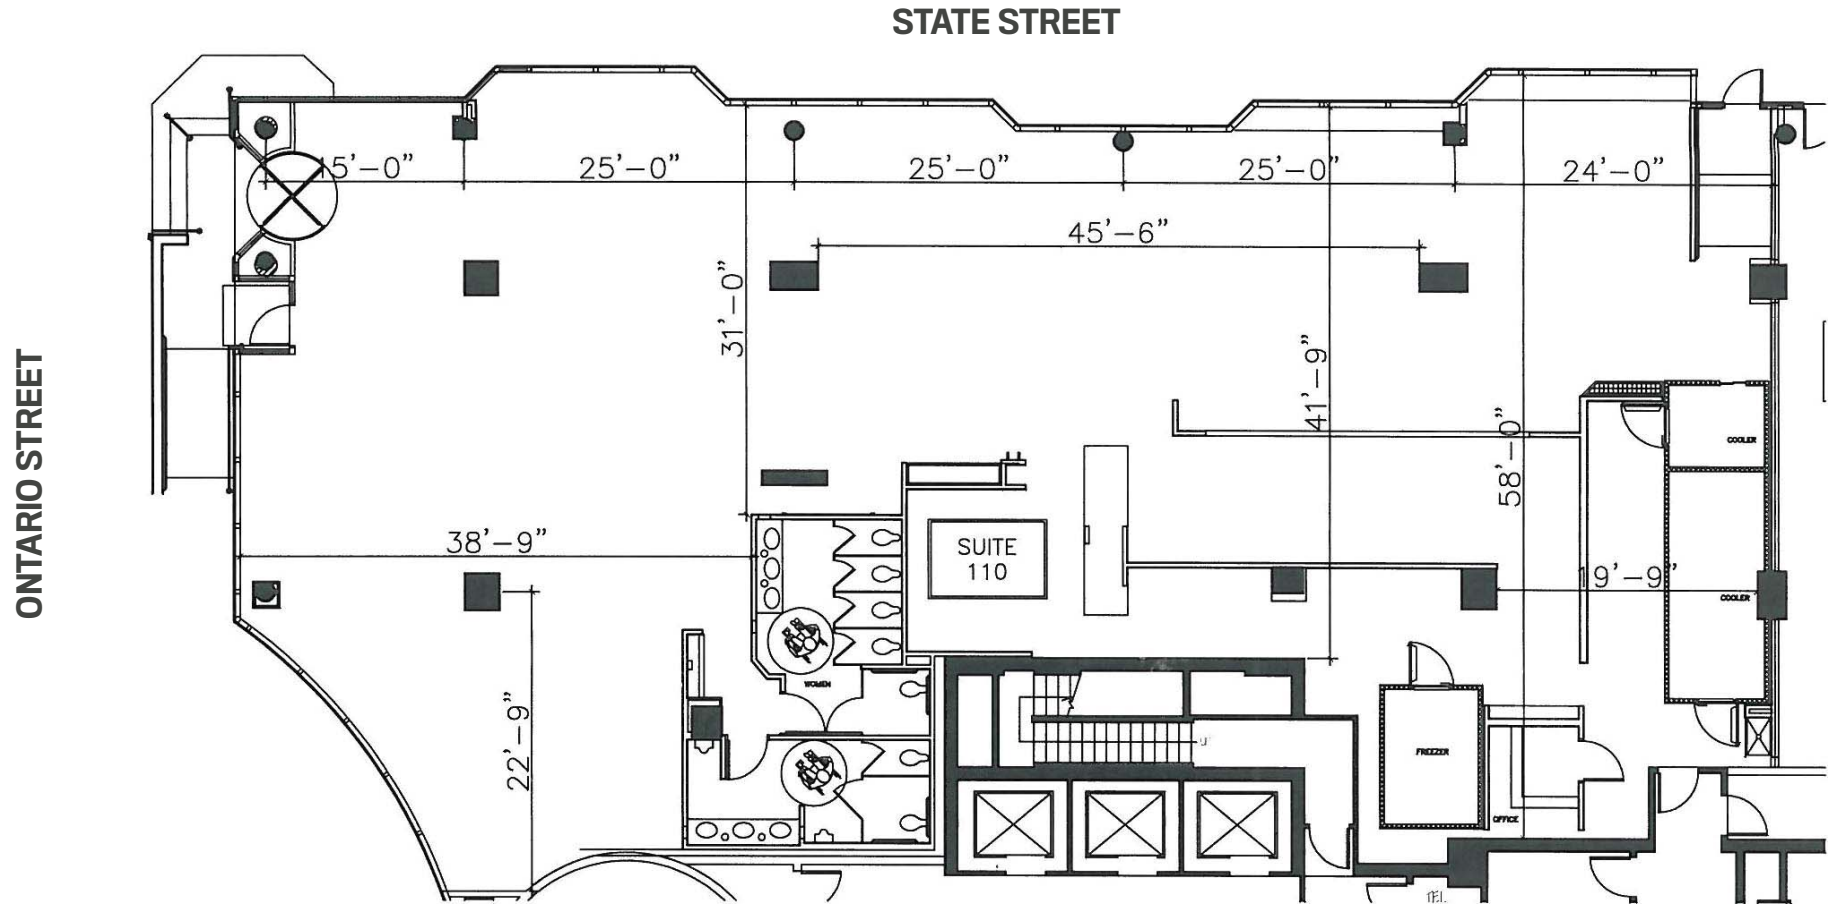 STATE STREET
15'-0"
25'-0"
25'-0"
25'-0"
24'-0"
45'-6"
31'-0"
41'-9"
ONTARIO STREET
COOLER
58'-0"
38'-9"
SUITE
110
19'-9"
COOLER
WOMEN
22'-9"
FREEZER
OFFICE
TEL